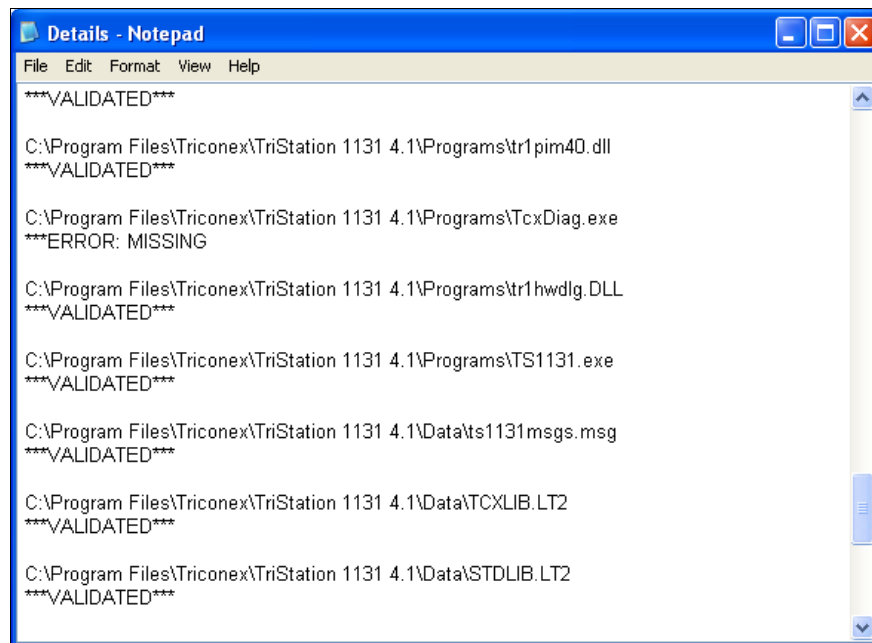 Details - Notepad
File Edit Format View Help
***VALIDATED***
C:\Program Files\Triconex\TriStation 1131 4.1\Programs\tr1pim40.dll
***VALIDATED***
C:\Program Files\Triconex\TriStation 1131 4.1\Programs\TcxDiag.exe
***ERROR: MISSING
C:\Program Files\Triconex\TriStation 1131 4.1\Programs\tr1hwdlg.DLL
***VALIDATED***
C:\Program Files\Triconex\TriStation 1131 4.1\Programs\TS1131.exe
***VALIDATED***
C:\Program Files\Triconex\TriStation 1131 4.1\Data\ts1131msgs.msg
***VALIDATED***
C:\Program Files\Triconex\TriStation 1131 4.1\Data\TCXLIB.LT2
***VALIDATED***
C:\Program Files\Triconex\TriStation 1131 4.1\Data\STDLIB.LT2
***VALIDATED***